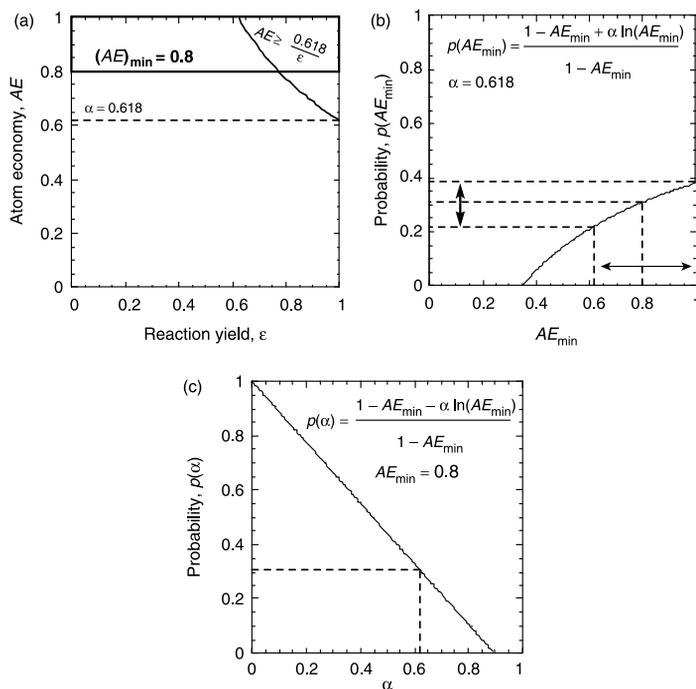 (a)
1
0.8
0.6
0.4
0.2
0
0 0.2 0.4 0.6 0.8 1
Atom economy, AE
Reaction yield, ε
(AE)min = 0.8
AE ≥ 0.618
ε
α = 0.618
(b)
1
0.8
0.6
0.4
0.2
0
0 0.2 0.4 0.6 0.8 1
Probability, p(AEmin)
AEmin
p(AEmin) = 1 − AEmin + α ln(AEmin)
1 − AEmin
α = 0.618
(c)
1
0.8
0.6
0.4
0.2
0
0 0.2 0.4 0.6 0.8 1
Probability, p(α)
α
p(α) = 1 − AEmin − α ln(AEmin)
1 − AEmin
AEmin = 0.8